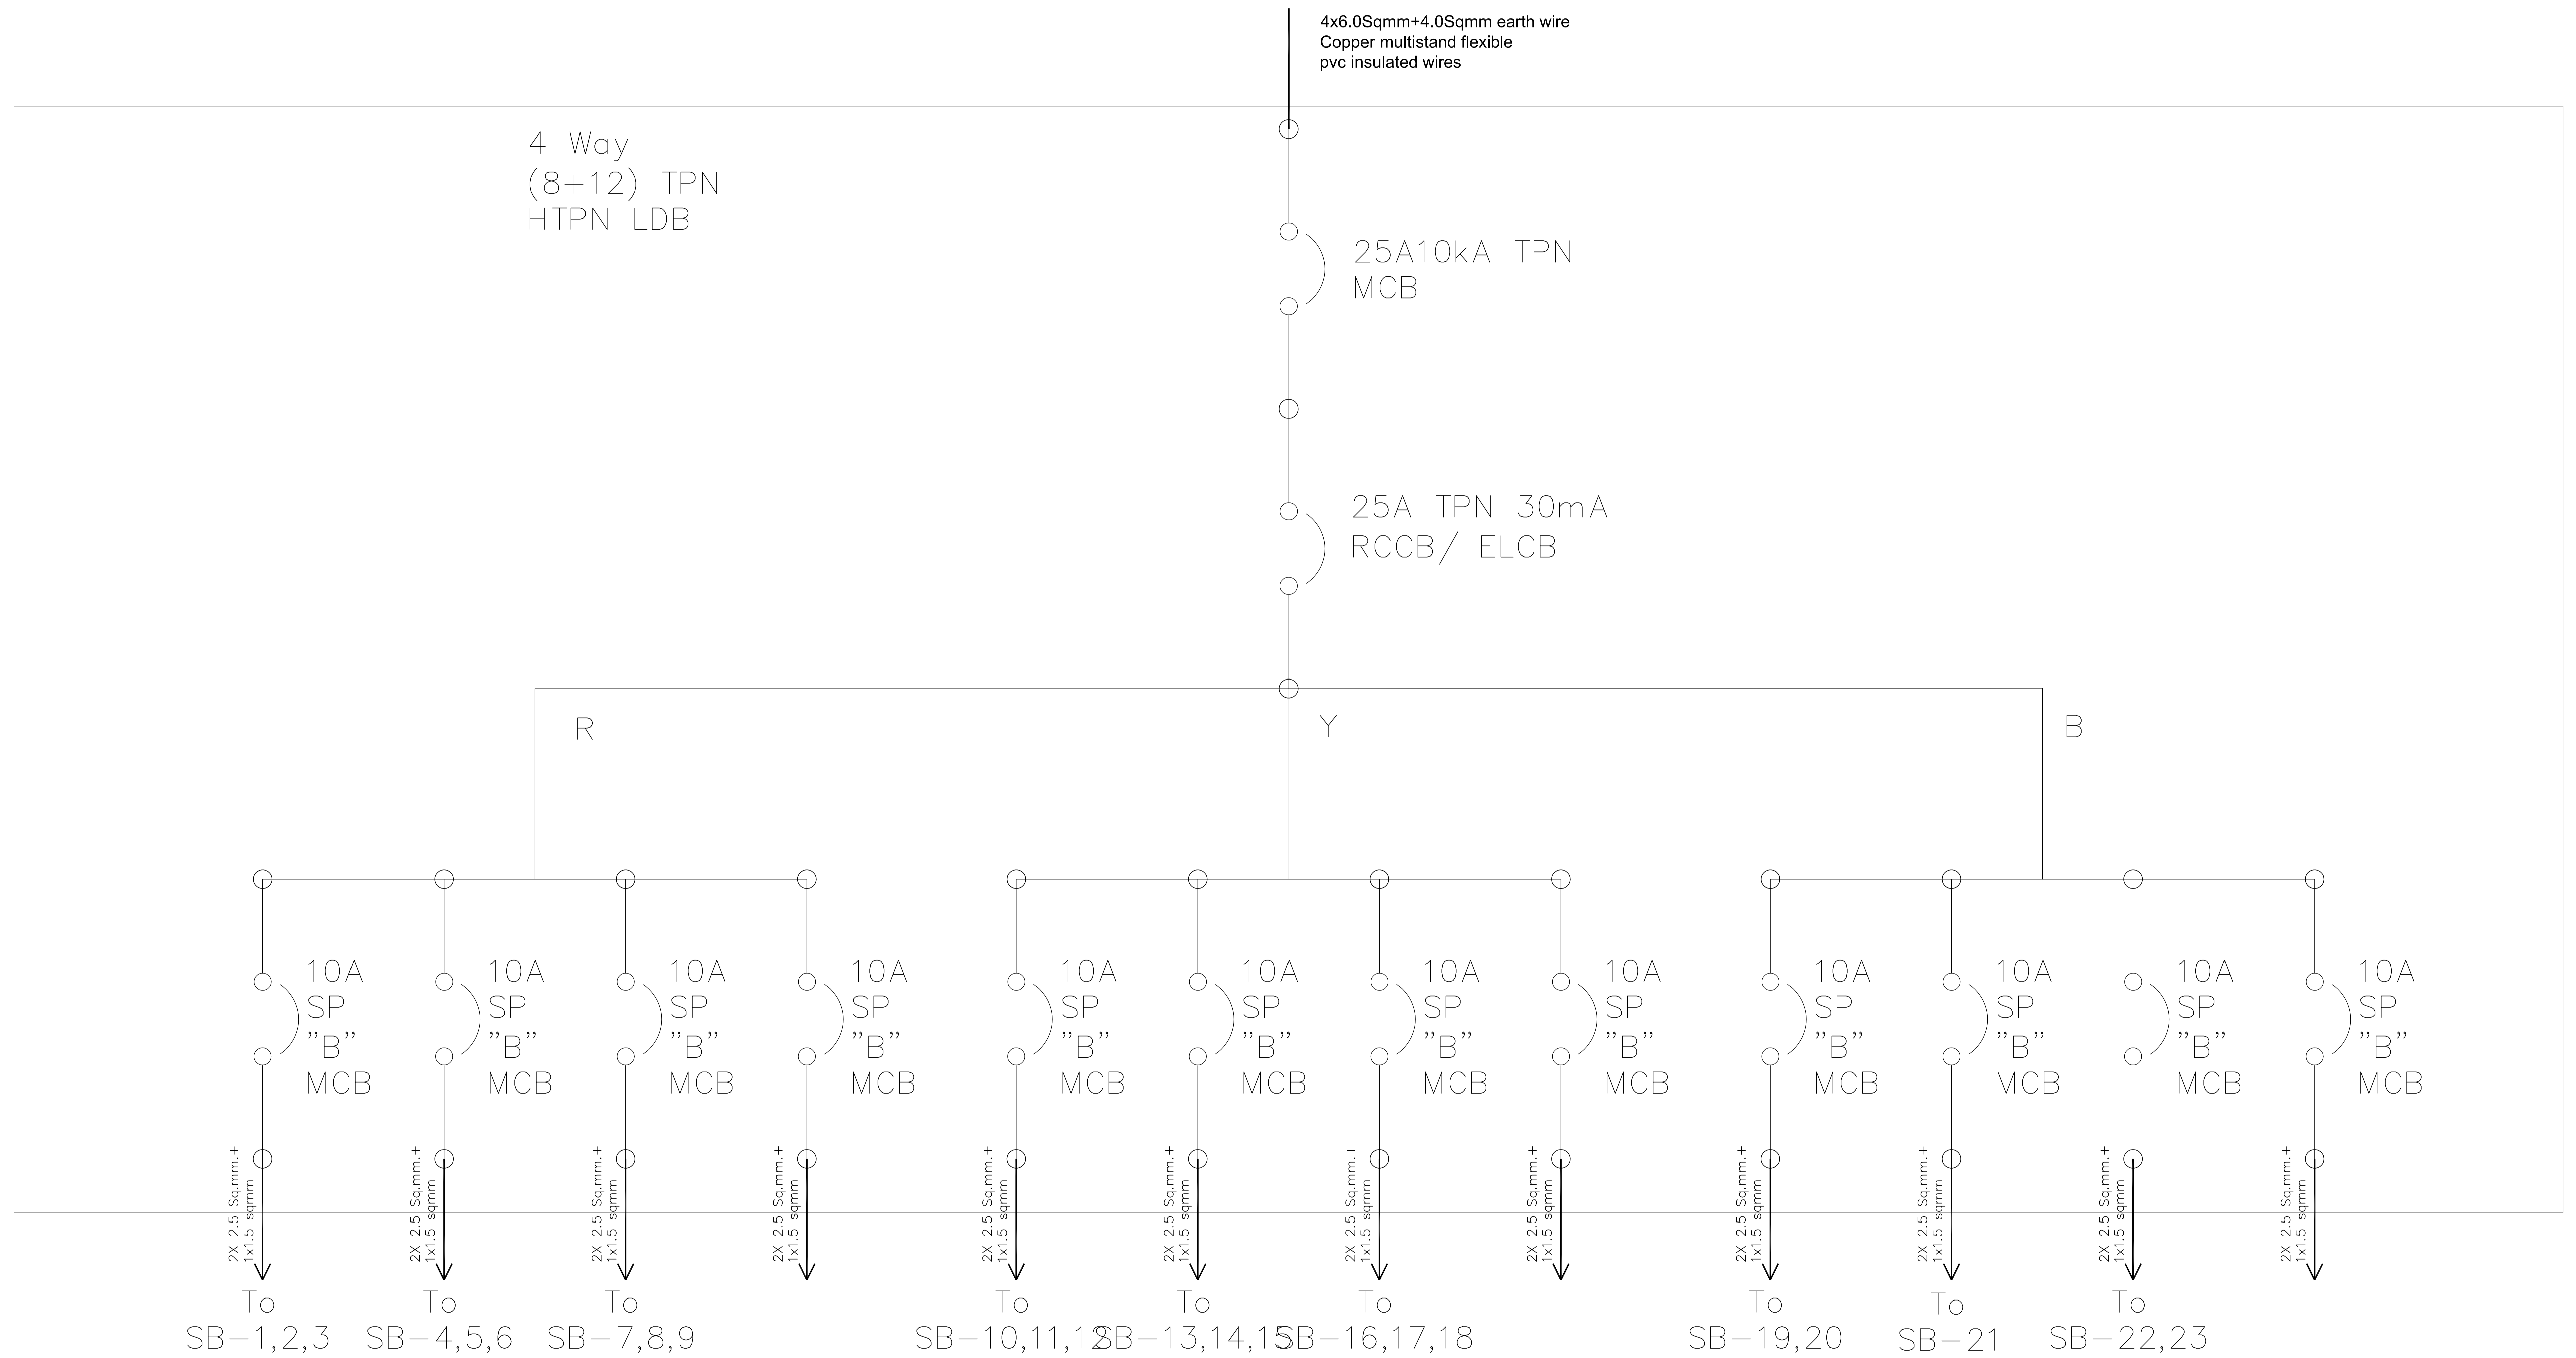 4x6.0Sqmm+4.0Sqmm earth wire
Copper multistand flexible
pvc insulated wires
4 Way
(8+12) TPN
HTPN LDB
25A10kA TPN
MCB
25A TPN 30mA
RCCB/ ELCB
R
Y
B
10A
SP
"B"
MCB
10A
SP
"B"
MCB
10A
SP
"B"
MCB
10A
SP
"B"
MCB
10A
SP
"B"
MCB
10A
SP
"B"
MCB
10A
SP
"B"
MCB
10A
SP
"B"
MCB
10A
SP
"B"
MCB
10A
SP
"B"
MCB
10A
SP
"B"
MCB
10A
SP
"B"
MCB
2X 2.5 Sq.mm.+
1x1.5 sqmm
2X 2.5 Sq.mm.+
1x1.5 sqmm
2X 2.5 Sq.mm.+
1x1.5 sqmm
2X 2.5 Sq.mm.+
1x1.5 sqmm
2X 2.5 Sq.mm.+
1x1.5 sqmm
2X 2.5 Sq.mm.+
1x1.5 sqmm
2X 2.5 Sq.mm.+
1x1.5 sqmm
2X 2.5 Sq.mm.+
1x1.5 sqmm
2X 2.5 Sq.mm.+
1x1.5 sqmm
2X 2.5 Sq.mm.+
1x1.5 sqmm
2X 2.5 Sq.mm.+
1x1.5 sqmm
2X 2.5 Sq.mm.+
1x1.5 sqmm
To
SB-1,2,3
To
SB-4,5,6
To
SB-7,8,9
To
SB-10,11,12
To
SB-13,14,15
To
SB-16,17,18
To
SB-19,20
To
SB-21
To
SB-22,23